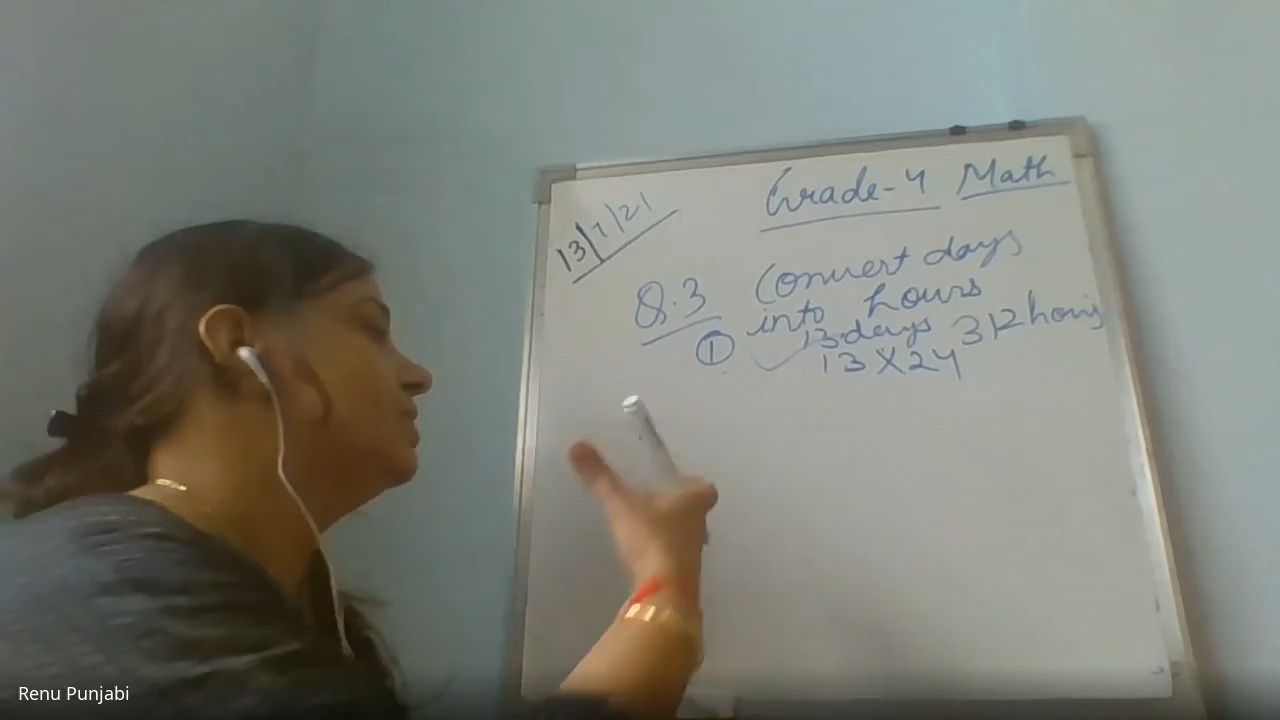 13/7/21
Grade-4 Math
Q.3 Convert days
into hours
① 13 days 312 hours
13 X 24
Renu Punjabi